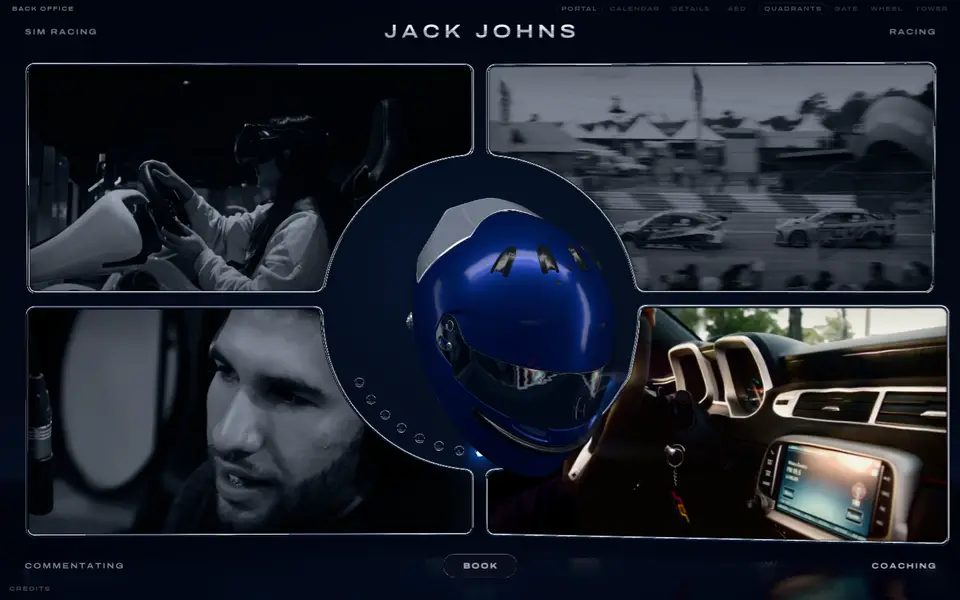 BACK OFFICE
PORTAL CALENDAR DETAILS AEO QUADRANTS GATE WHEEL TOWER
SIM RACING
JACK JOHNS
RACING
COMMENTATING
BOOK
COACHING
CREDITS